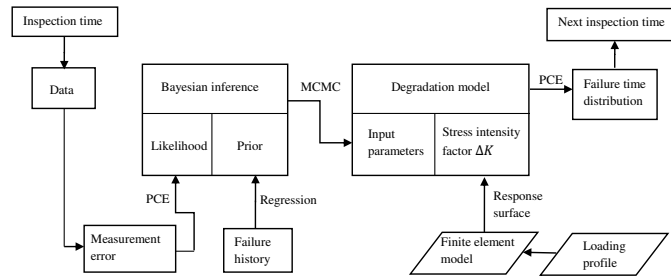 Inspection time
Data
Measurement
error
Bayesian inference
Likelihood
Prior
PCE
Regression
Failure
history
MCMC
Degradation model
Input
parameters
Stress intensity
factor ΔK
Response
surface
Finite element
model
Loading
profile
PCE
Failure time
distribution
Next inspection time